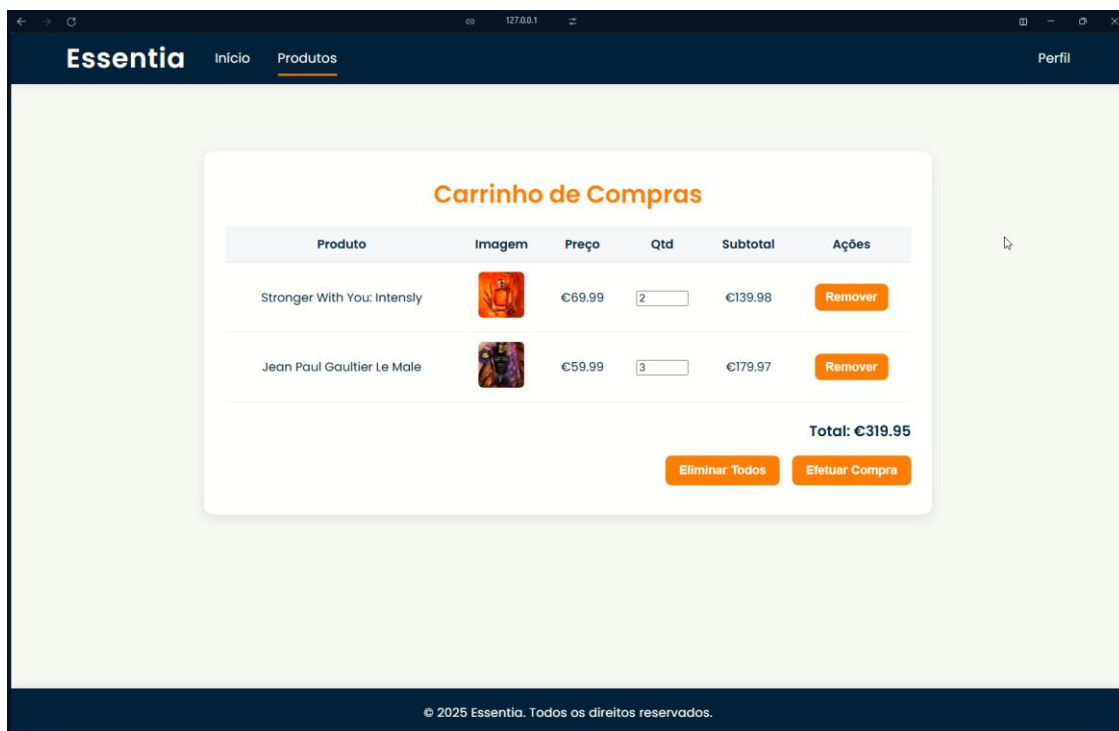 127.0.0.1
Essentia Início Produtos Perfil
Carrinho de Compras
Produto Imagem Preço Qtd Subtotal Ações
Stronger With You: Intensly €69.99 2 €139.98 Remover
Jean Paul Gaultier Le Male €59.99 3 €179.97 Remover
Total: €319.95
Eliminar Todos Efetuar Compra
© 2025 Essentia. Todos os direitos reservados.